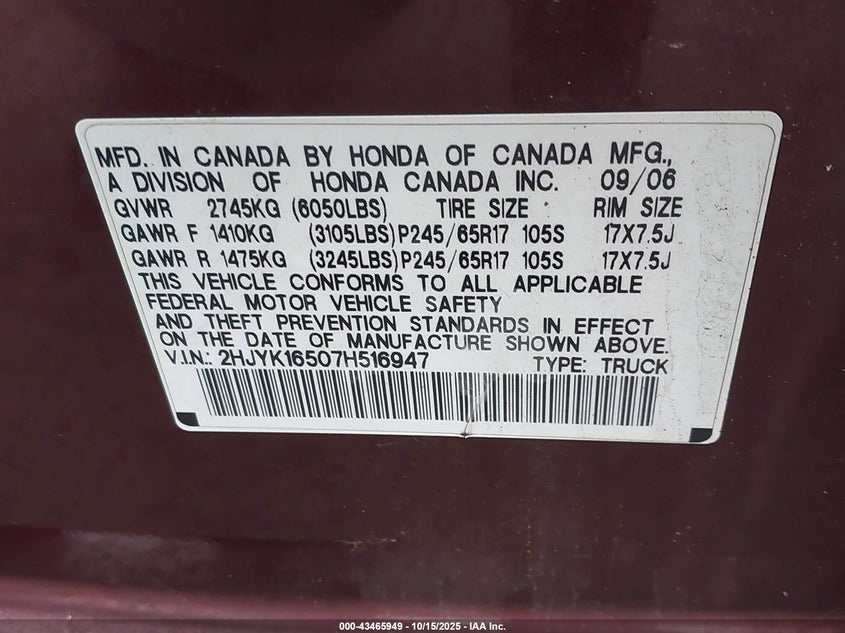 MFD. IN CANADA BY HONDA OF CANADA MFG.,
A DIVISION OF HONDA CANADA INC. 09/06
GVWR 2745KG (6050LBS) TIRE SIZE RIM SIZE
GAWR F 1410KG (3105LBS) P245/65R17 105S 17X7.5J
GAWR R 1475KG (3245LBS) P245/65R17 105S 17X7.5J
THIS VEHICLE CONFORMS TO ALL APPLICABLE
FEDERAL MOTOR VEHICLE SAFETY
AND THEFT PREVENTION STANDARDS IN EFFECT
ON THE DATE OF MANUFACTURE SHOWN ABOVE.
V.I.N.: 2HJYK16507H516947 TYPE: TRUCK
000-43465949 - 10/15/2025 - IAA Inc.